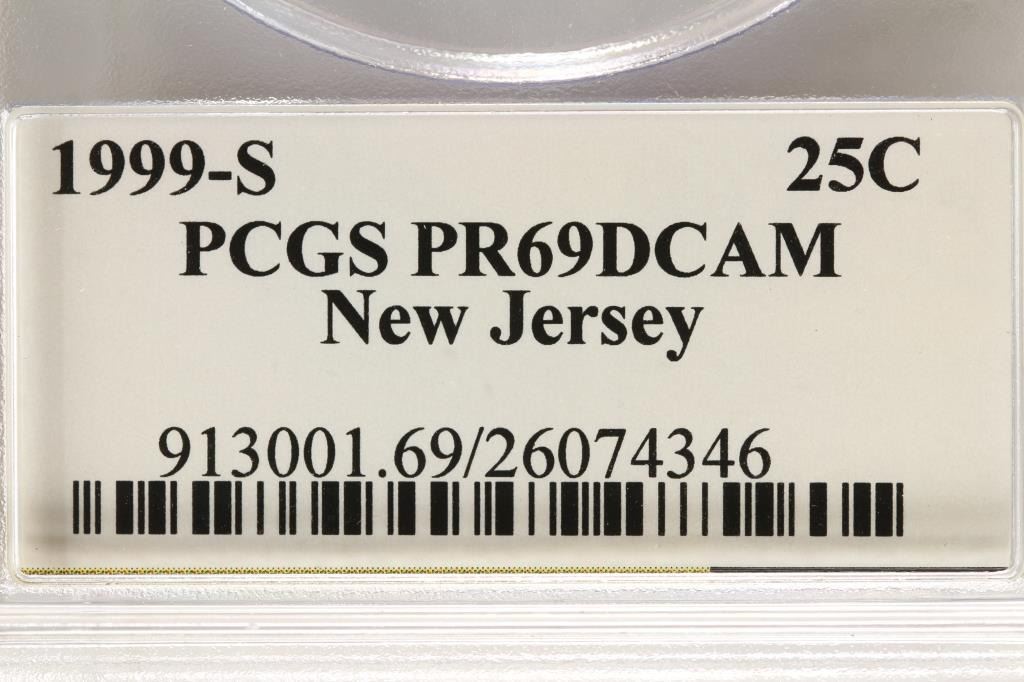 1999-S 25C
PCGS PR69DCAM
New Jersey
913001.69/26074346